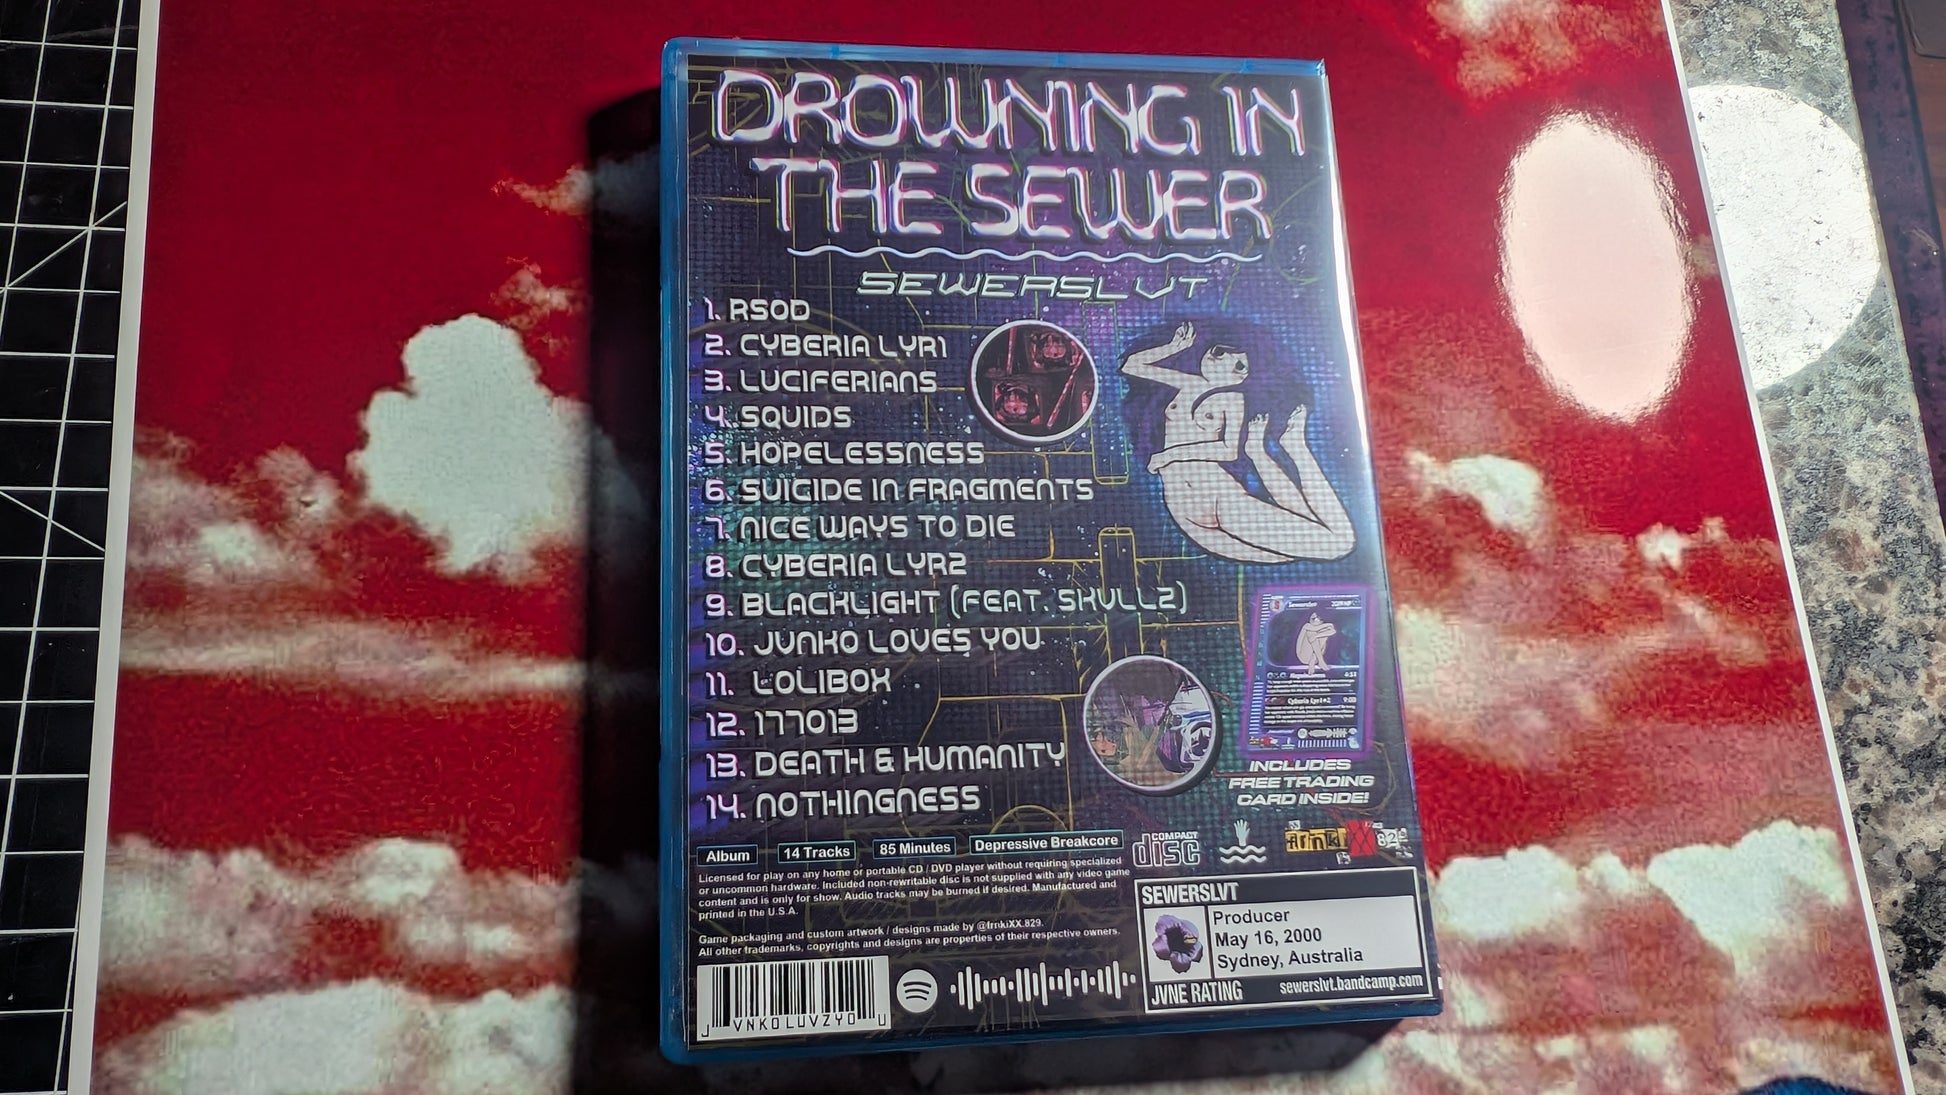 DROWNING IN
THE SEWER
SEWERSLVT
1. RSOD
2. CYBERIA LYR1
3. LUCIFERIANS
4. SQUIDS
5. HOPELESSNESS
6. SUICIDE IN FRAGMENTS
7. NICE WAYS TO DIE
8. CYBERIA LYR2
9. BLACKLIGHT (FEAT. SKVLLZ)
10. JVNKO LOVES YOU
11. LOLIBOX
12. 177013
13. DEATH & HUMANITY
14. NOTHINGNESS
Cyberia Lyr1+2
INCLUDES
FREE TRADING
CARD INSIDE!
Album
14 Tracks
85 Minutes
Depressive Breakcore
COMPACT
disc
Licensed for play on any home or portable CD / DVD player without requiring specialized
or uncommon hardware. Included non-rewritable disc is not supplied with any video game
content and is only for show. Audio tracks may be burned if desired. Manufactured and
printed in the U.S.A.
Game packaging and custom artwork / designs made by @frnkiXX.829.
All other trademarks, copyrights and designs are properties of their respective owners.
JVNKOLUVZYOU
SEWERSLVT
Producer
May 16, 2000
Sydney, Australia
JVNE RATING
sewerslvt.bandcamp.com